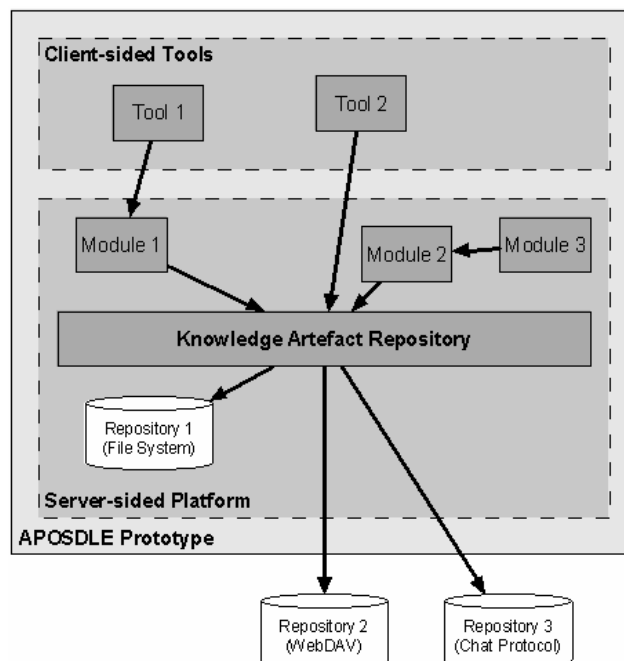 Client-sided Tools
Tool 1
Tool 2
Module 1
Module 2
Module 3
Knowledge Artefact Repository
Repository 1
(File System)
Server-sided Platform
APOSDLE Prototype
Repository 2
(WebDAV)
Repository 3
(Chat Protocol)